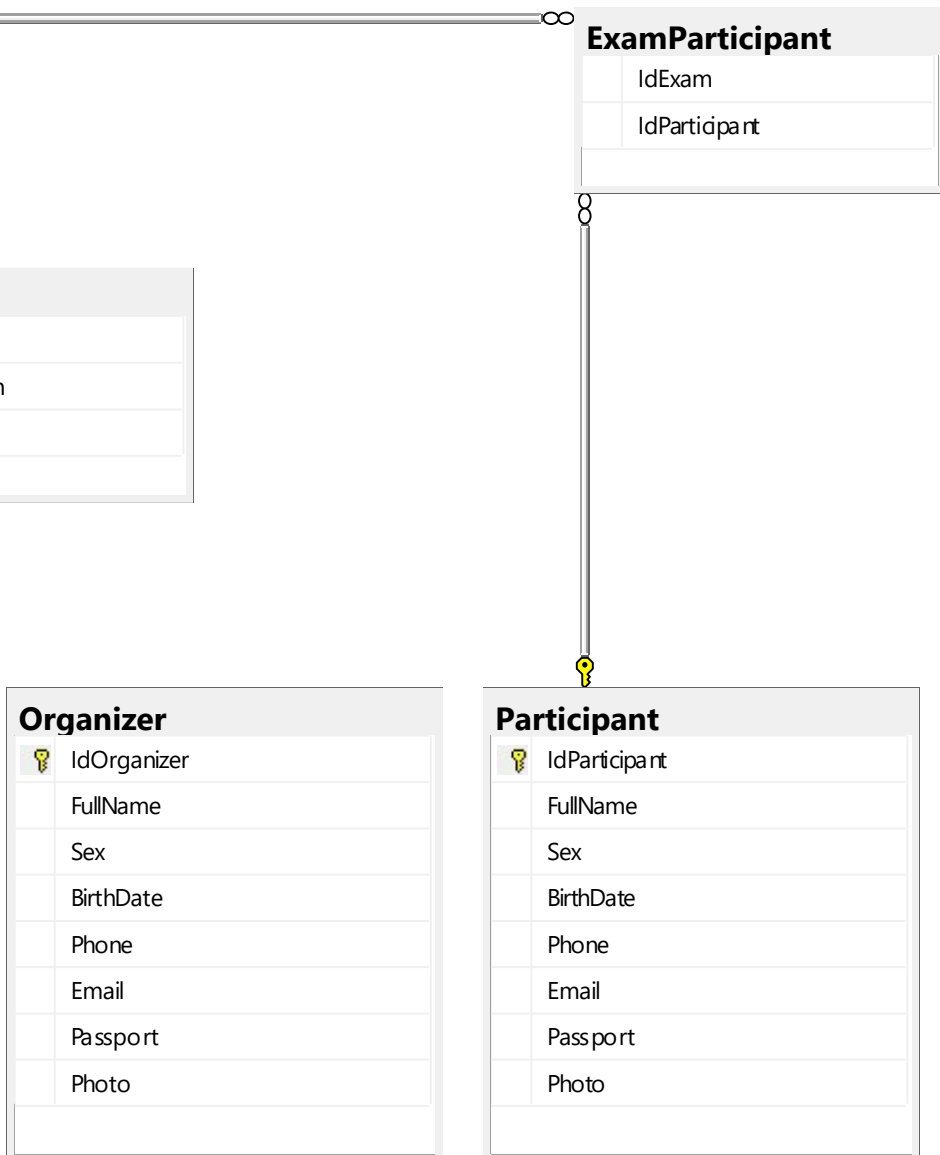 ExamParticipant
IdExam
IdParticipant
Organizer
IdOrganizer
FullName
Sex
BirthDate
Phone
Email
Passport
Photo
Participant
IdParticipant
FullName
Sex
BirthDate
Phone
Email
Passport
Photo